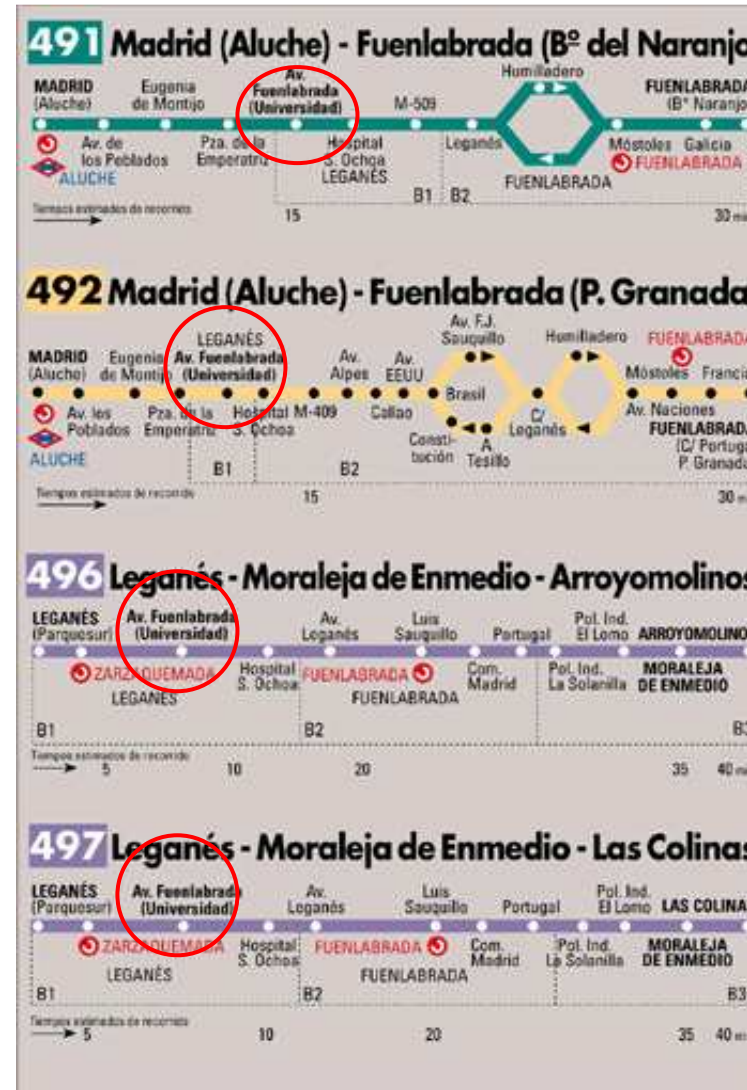 491 Madrid (Aluche) - Fuenlabrada (Bº del Naranjo
MADRID
(Aluche)
Eugenia
de Montijo
Av.
Fuenlabrada
(Universidad)
M-509
Humilladero
FUENLABRADA
(Bº Naranjo
Av. de
los Poblados
Pza. de la
Emperatriz
Hospital
S. Ochoa
LEGANÉS
Leganés
FUENLABRADA
Móstoles Galicia
FUENLABRADA
ALUCHE
B1 B2
Tiempos estimados de recorrido
15
30
492 Madrid (Aluche) - Fuenlabrada (P. Granada
MADRID
(Aluche)
Eugenia
de Montijo
LEGANÉS
Av. Fuenlabrada
(Universidad)
Av.
Alpes
Av.
EEUU
Av. F.J.
Sauquillo
Humilladero
FUENLABRADA
Móstoles Francia
Brasil
Av. los
Poblados
Pza. de la
Emperatriz
Hospital
S. Ochoa
M-409
Callao
Consti-
tución
A
Tesillo
C/
Leganés
Av. Naciones
FUENLABRADA
(C/ Portuga
P. Granada
ALUCHE
B1 B2
Tiempos estimados de recorrido
15
30
496 Leganés - Moraleja de Enmedio - Arroyomolinos
LEGANÉS
(Parquesur)
Av. Fuenlabrada
(Universidad)
Av.
Leganés
Luis
Sauquillo
Portugal
Pol. Ind.
El Lomo
ARROYOMOLINO
ZARZAQUEMADA
LEGANÉS
Hospital
S. Ochoa
FUENLABRADA
FUENLABRADA
Com.
Madrid
Pol. Ind.
La Solanilla
MORALEJA
DE ENMEDIO
B1 B2 B3
Tiempos estimados de recorrido
5 10 20 35 40
497 Leganés - Moraleja de Enmedio - Las Colinas
LEGANÉS
(Parquesur)
Av. Fuenlabrada
(Universidad)
Av.
Leganés
Luis
Sauquillo
Portugal
Pol. Ind.
El Lomo
LAS COLINA
ZARZAQUEMADA
LEGANÉS
Hospital
S. Ochoa
FUENLABRADA
FUENLABRADA
Com.
Madrid
Pol. Ind.
La Solanilla
MORALEJA
DE ENMEDIO
B1 B2 B3
Tiempos estimados de recorrido
5 10 20 35 40